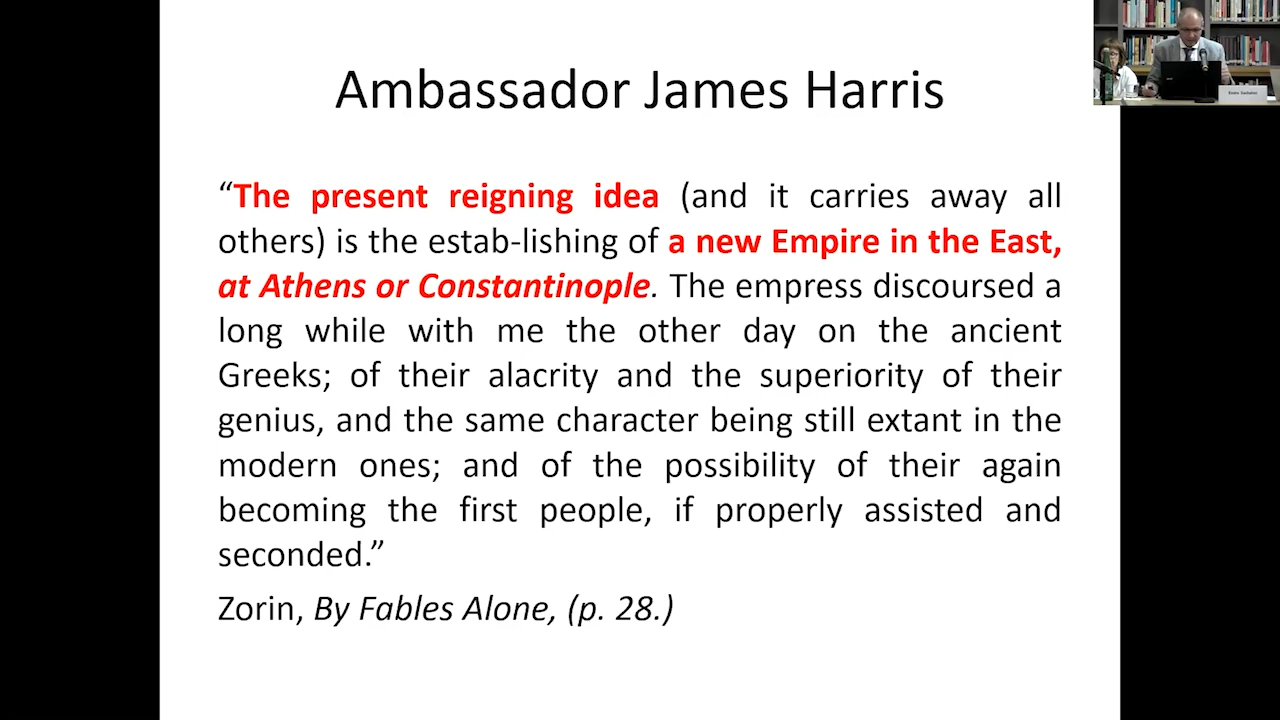 Ambassador James Harris
“The present reigning idea (and it carries away all
others) is the estab-lishing of a new Empire in the East,
at Athens or Constantinople. The empress discoursed a
long while with me the other day on the ancient
Greeks; of their alacrity and the superiority of their
genius, and the same character being still extant in the
modern ones; and of the possibility of their again
becoming the first people, if properly assisted and
seconded.”
Zorin, By Fables Alone, (p. 28.)